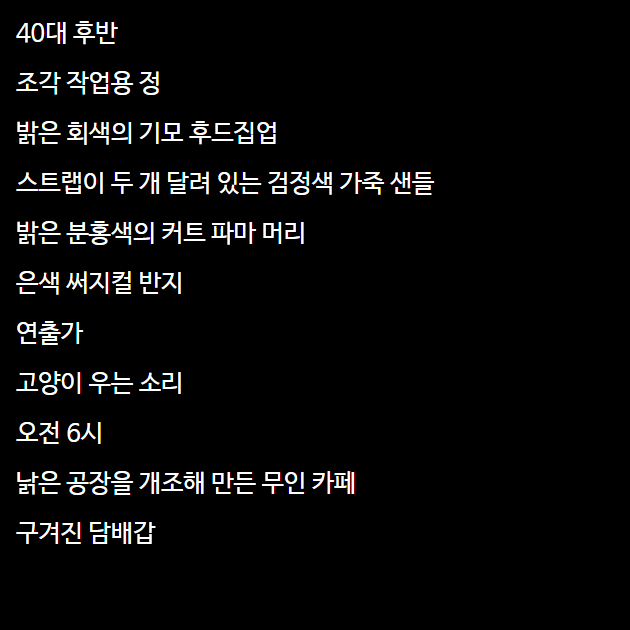 40대 후반
조각 작업용 정
밝은 회색의 기모 후드집업
스트랩이 두 개 달려 있는 검정색 가죽 샌들
밝은 분홍색의 커트 파마 머리
은색 써지컬 반지
연출가
고양이 우는 소리
오전 6시
낡은 공장을 개조해 만든 무인 카페
구겨진 담배갑